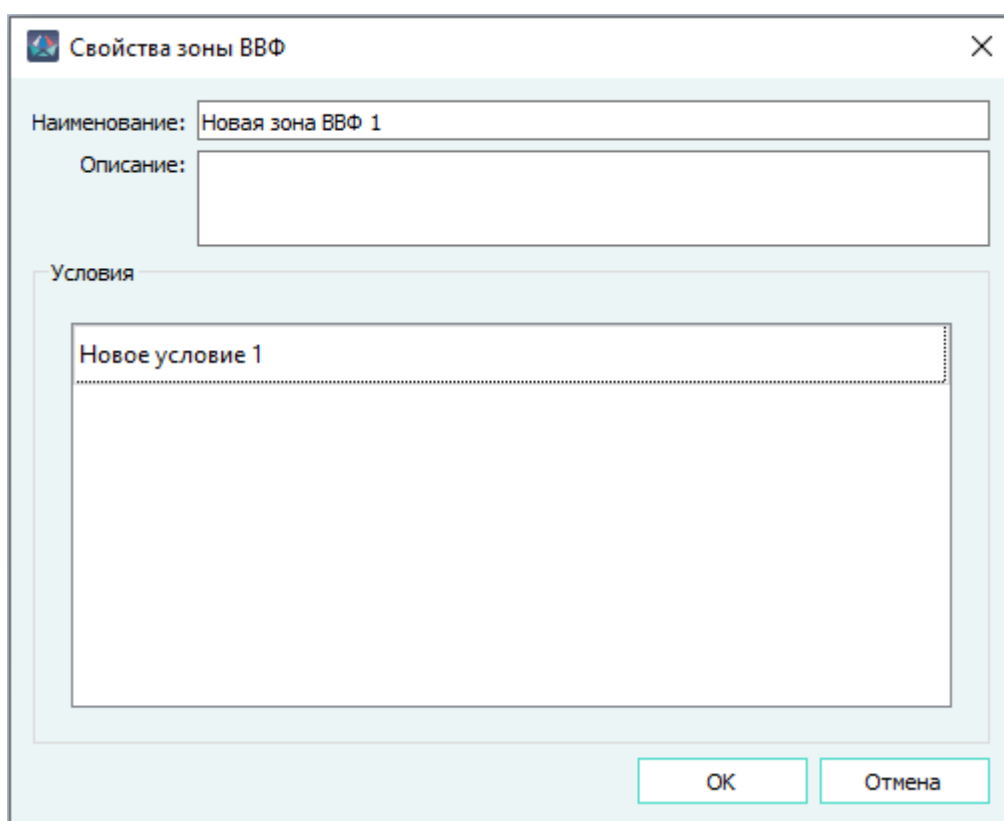 Свойства зоны ВВФ
Наименование: Новая зона ВВФ 1
Описание:
Условия
Новое условие 1
OK Отмена